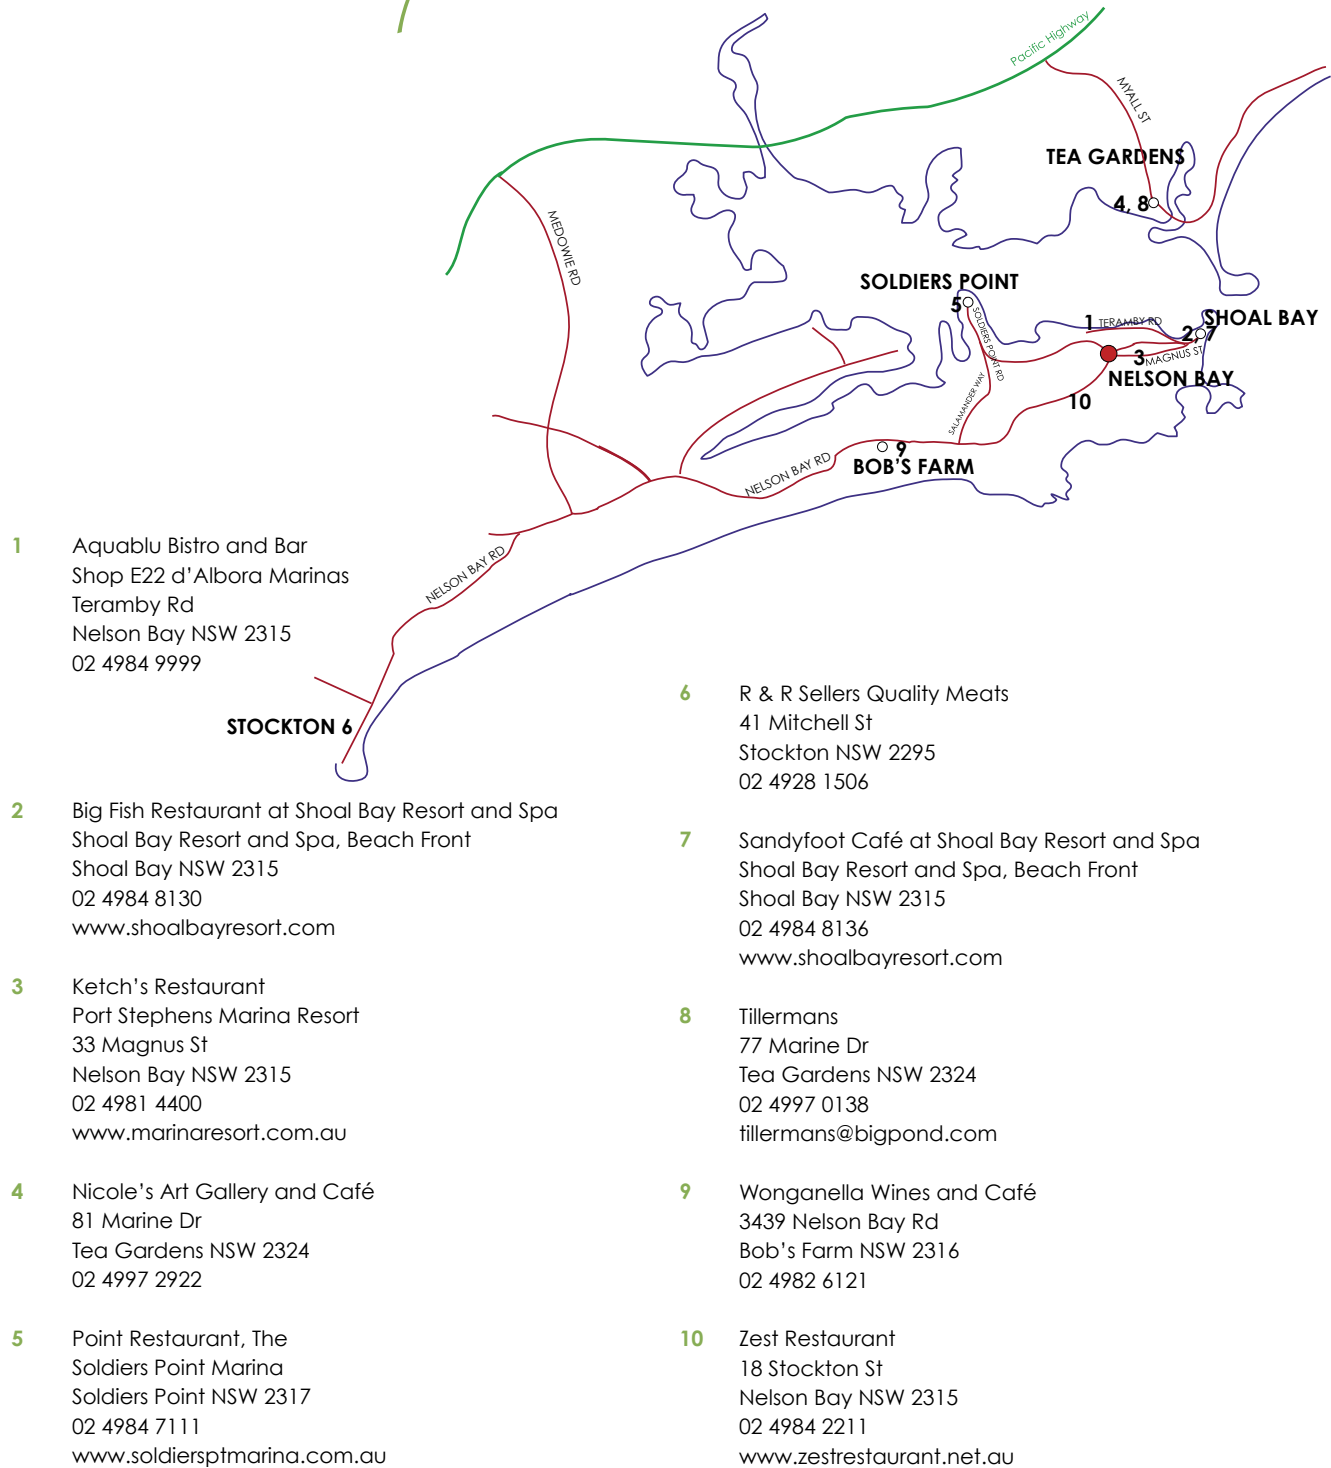 Pacific Highway
MYALL ST
TEA GARDENS
4, 8
MEDOWIE RD
SOLDIERS POINT
5
SOLDIERS POINT RD
1 TERAMBY RD
SHOAL BAY
2, 7
3 MAGNUS ST
NELSON BAY
SALAMANDER WAY
10
9
BOB'S FARM
NELSON BAY RD
NELSON BAY RD
STOCKTON 6
1 Aquablu Bistro and Bar
Shop E22 d'Albora Marinas
Teramby Rd
Nelson Bay NSW 2315
02 4984 9999
2 Big Fish Restaurant at Shoal Bay Resort and Spa
Shoal Bay Resort and Spa, Beach Front
Shoal Bay NSW 2315
02 4984 8130
www.shoalbayresort.com
3 Ketch's Restaurant
Port Stephens Marina Resort
33 Magnus St
Nelson Bay NSW 2315
02 4981 4400
www.marinaresort.com.au
4 Nicole's Art Gallery and Café
81 Marine Dr
Tea Gardens NSW 2324
02 4997 2922
5 Point Restaurant, The
Soldiers Point Marina
Soldiers Point NSW 2317
02 4984 7111
www.soldiersptmarina.com.au
6 R & R Sellers Quality Meats
41 Mitchell St
Stockton NSW 2295
02 4928 1506
7 Sandyfoot Café at Shoal Bay Resort and Spa
Shoal Bay Resort and Spa, Beach Front
Shoal Bay NSW 2315
02 4984 8136
www.shoalbayresort.com
8 Tillermans
77 Marine Dr
Tea Gardens NSW 2324
02 4997 0138
tillermans@bigpond.com
9 Wonganella Wines and Café
3439 Nelson Bay Rd
Bob's Farm NSW 2316
02 4982 6121
10 Zest Restaurant
18 Stockton St
Nelson Bay NSW 2315
02 4984 2211
www.zestrestaurant.net.au